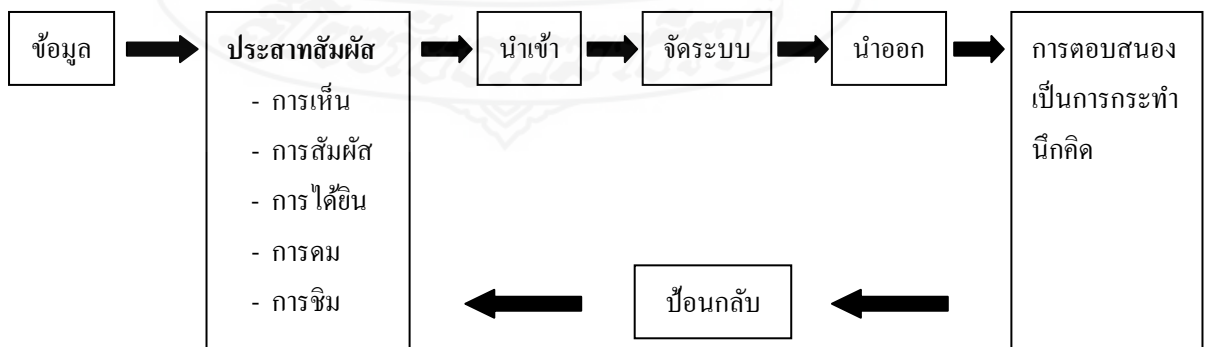 ข้อมูล
ประสาทสัมผัส
- การเห็น
- การสัมผัส
- การได้ยิน
- การดม
- การชิม
นำเข้า
จัดระบบ
นำออก
การตอบสนอง
เป็นการกระทำ
นึกคิด
ป้อนกลับ